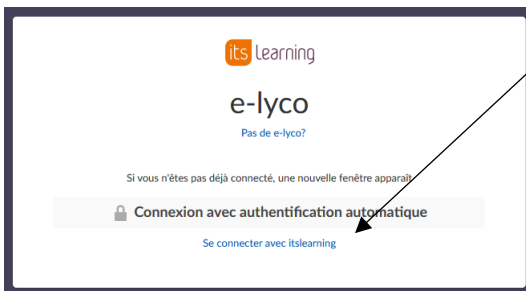 its learning
e-lyco
Pas de e-lyco?
Si vous n'êtes pas déjà connecté, une nouvelle fenêtre apparaît.
Connexion avec authentification automatique
Se connecter avec itslearning